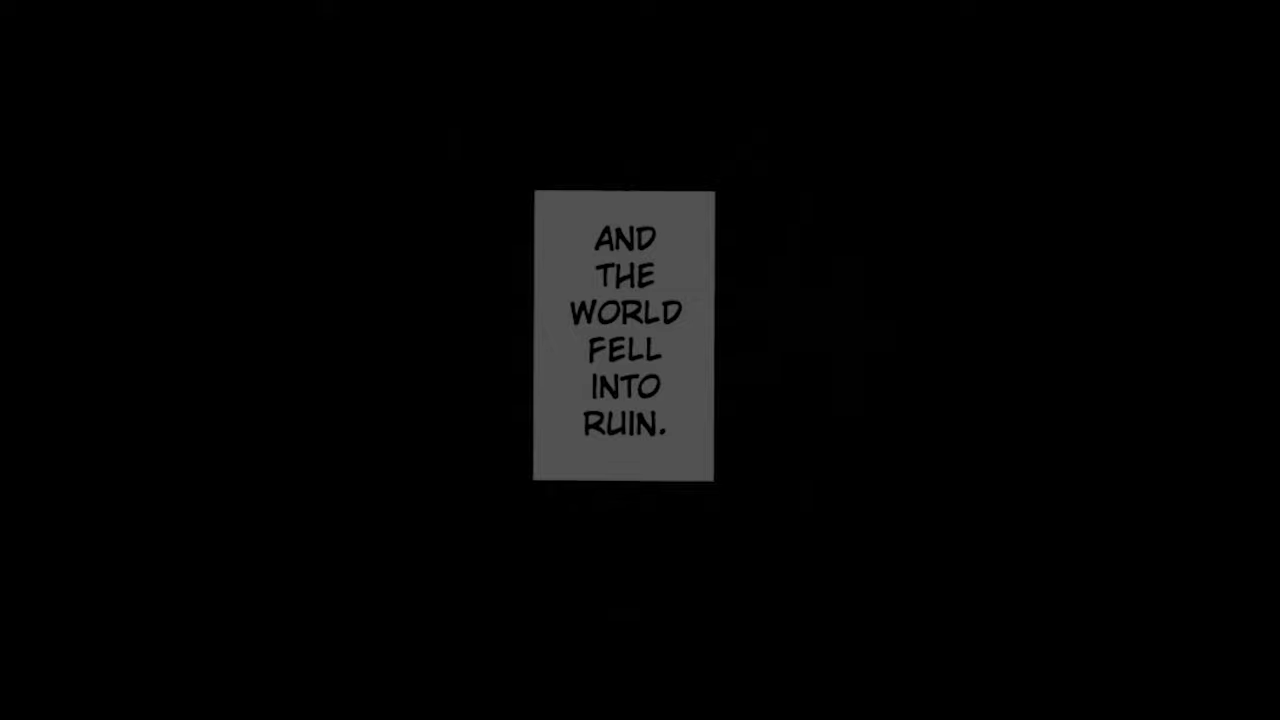 AND
THE
WORLD
FELL
INTO
RUIN.